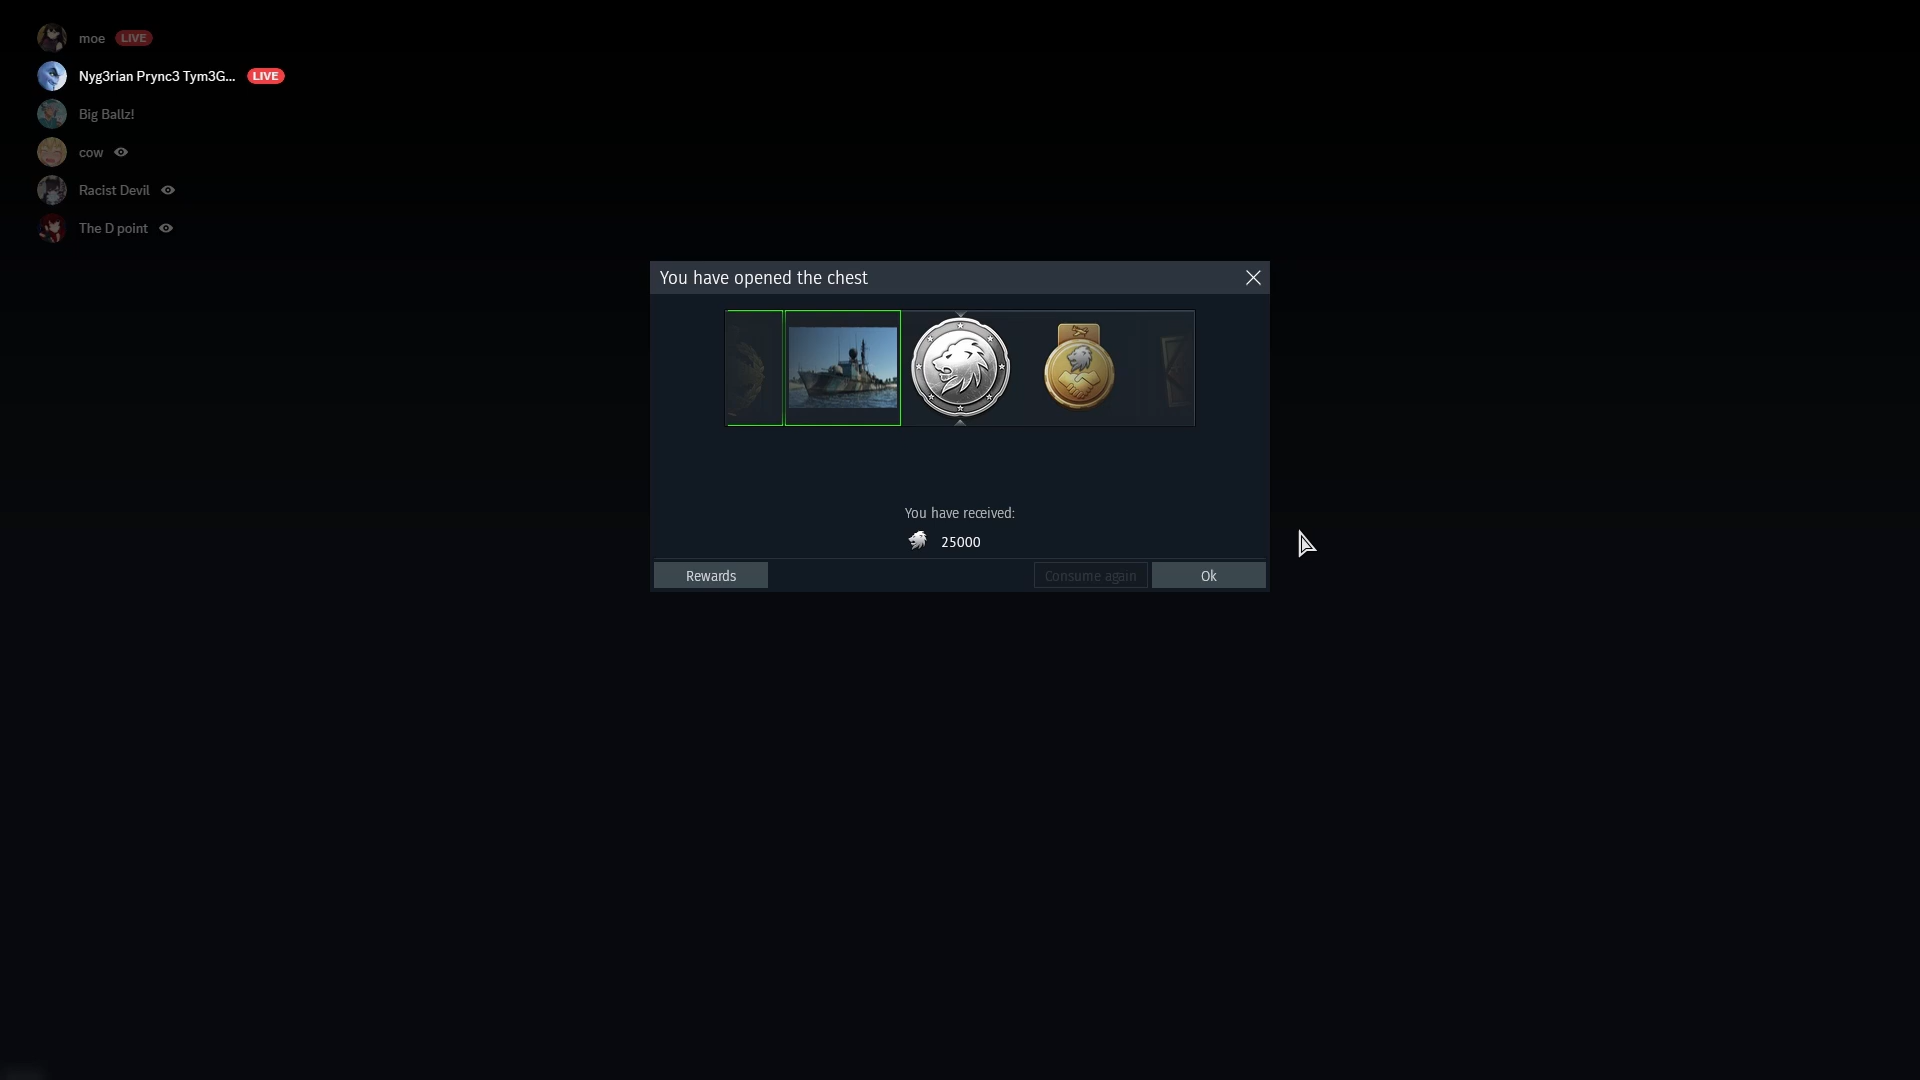 moe LIVE
Nyg3rian Prync3 Tym3G... LIVE
Big Ballz!
cow
Racist Devil
The D point
You have opened the chest
You have received:
25000
Rewards
Consume again
Ok